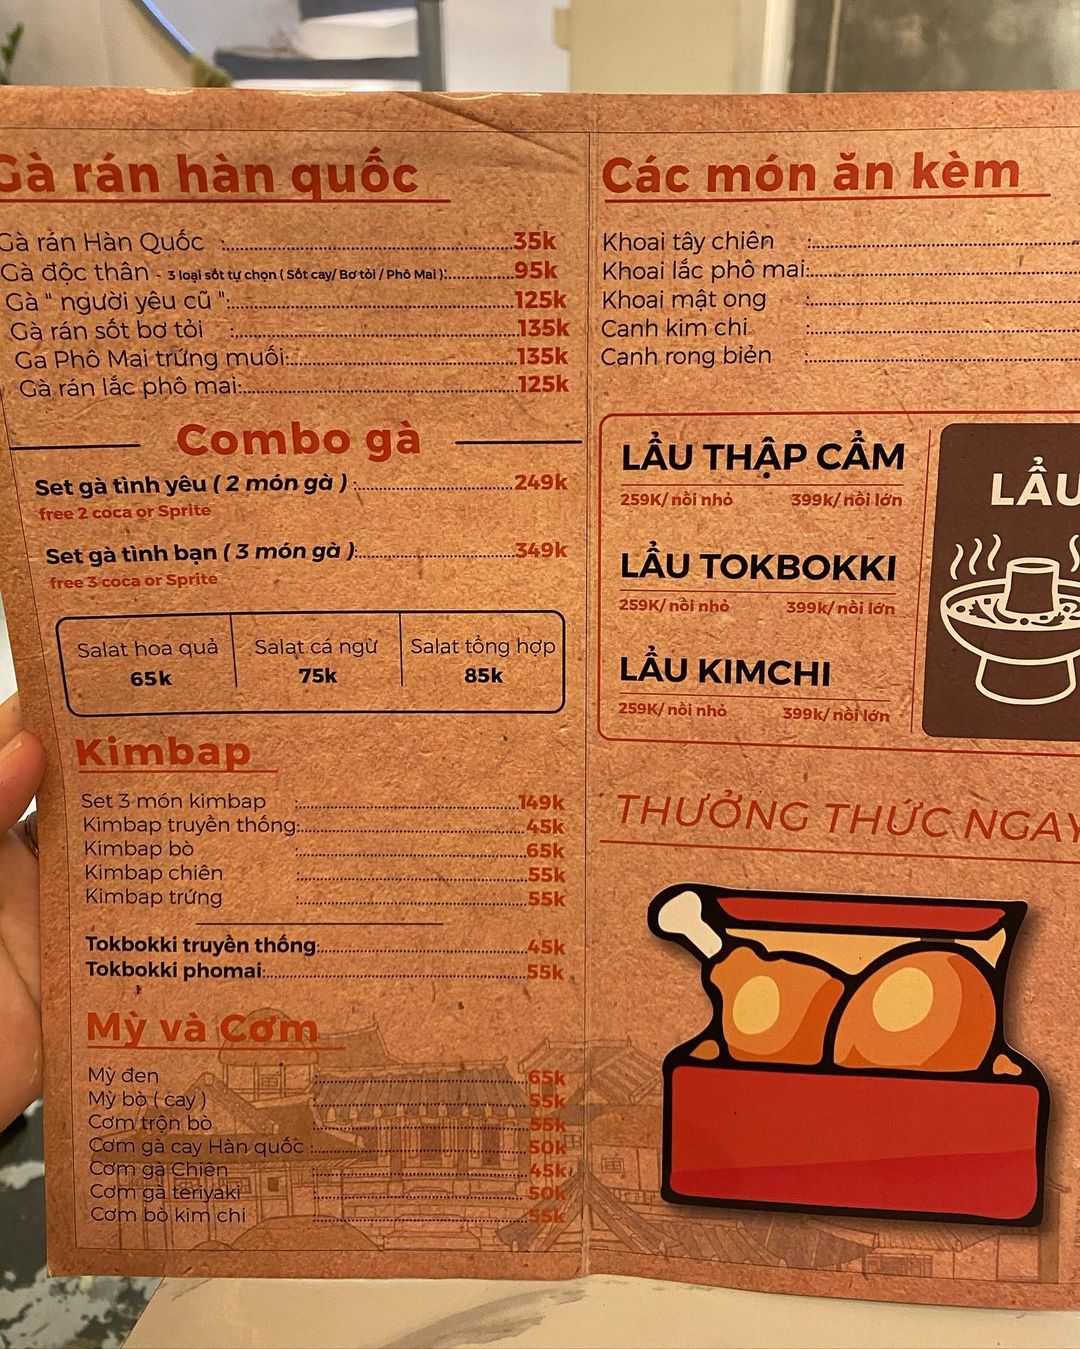 Gà rán hàn quốc
Gà rán Hàn Quốc :35k
Gà độc thân - 3 loại sốt tự chọn ( Sốt cay/ Bơ tỏi / Phô Mai ):95k
Gà " người yêu cũ ":125k
Gà rán sốt bơ tỏi :135k
Ga Phô Mai trứng muối:135k
Gà rán lắc phô mai:125k
Combo gà
Set gà tình yêu ( 2 món gà ) :249k
free 2 coca or Sprite
Set gà tình bạn ( 3 món gà ):349k
free 3 coca or Sprite
Salat hoa quả Salat cá ngừ Salat tổng hợp
65k 75k 85k
Kimbap
Set 3 món kimbap :149k
Kimbap truyền thống:45k
Kimbap bò :65k
Kimbap chiên :55k
Kimbap trứng :55k
Tokbokki truyền thống:45k
Tokbokki phomai:55k
Mỳ và Cơm
Mỳ đen :65k
Mỳ bò ( cay ) :55k
Cơm trộn bò :55k
Cơm gà cay Hàn quốc :50k
Cơm gà Chiên :45k
Cơm gà teriyaki :50k
Cơm bò kim chi :55k
Các món ăn kèm
Khoai tây chiên :
Khoai lắc phô mai:
Khoai mật ong :
Canh kim chi :
Canh rong biển :
LẨU THẬP CẨM
259K/ nồi nhỏ 399k/ nồi lớn
LẨU TOKBOKKI
259K/ nồi nhỏ 399k/ nồi lớn
LẨU KIMCHI
259K/ nồi nhỏ 399k/ nồi lớn
LẨU
THƯỞNG THỨC NGAY